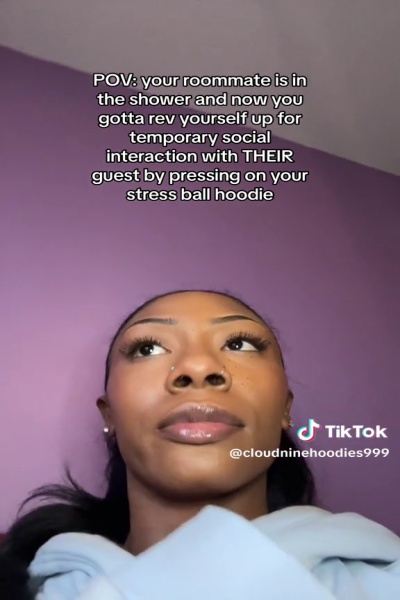 POV: your roommate is in
the shower and now you
gotta rev yourself up for
temporary social
interaction with THEIR
guest by pressing on your
stress ball hoodie
TikTok
@cloudninehoodies999